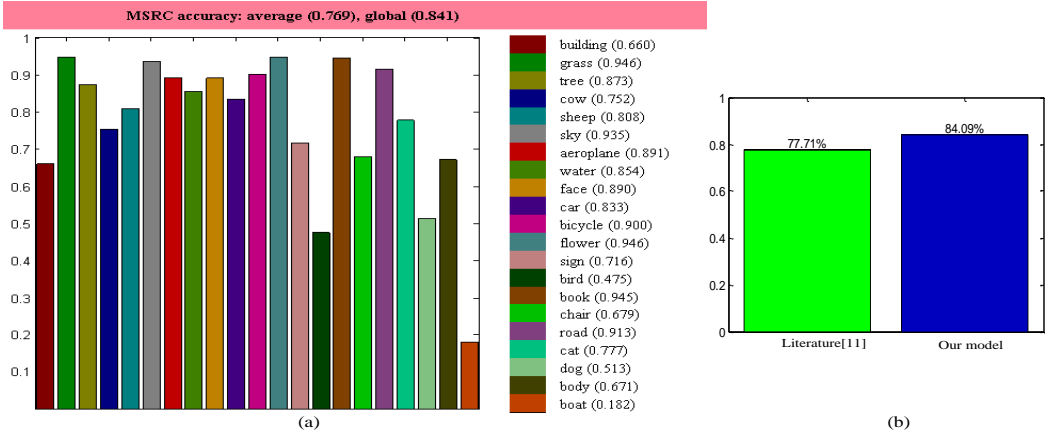 MSRC accuracy: average (0.769), global (0.841)
1
0.9
0.8
0.7
0.6
0.5
0.4
0.3
0.2
0.1
building (0.660)
grass (0.946)
tree (0.873)
cow (0.752)
sheep (0.808)
sky (0.935)
aeroplane (0.891)
water (0.854)
face (0.890)
car (0.833)
bicycle (0.900)
flower (0.946)
sign (0.716)
bird (0.475)
book (0.945)
chair (0.679)
road (0.913)
cat (0.777)
dog (0.513)
body (0.671)
boat (0.182)
(a)
1
0.8
0.6
0.4
0.2
0
77.71%
84.09%
Literature[11]
Our model
(b)